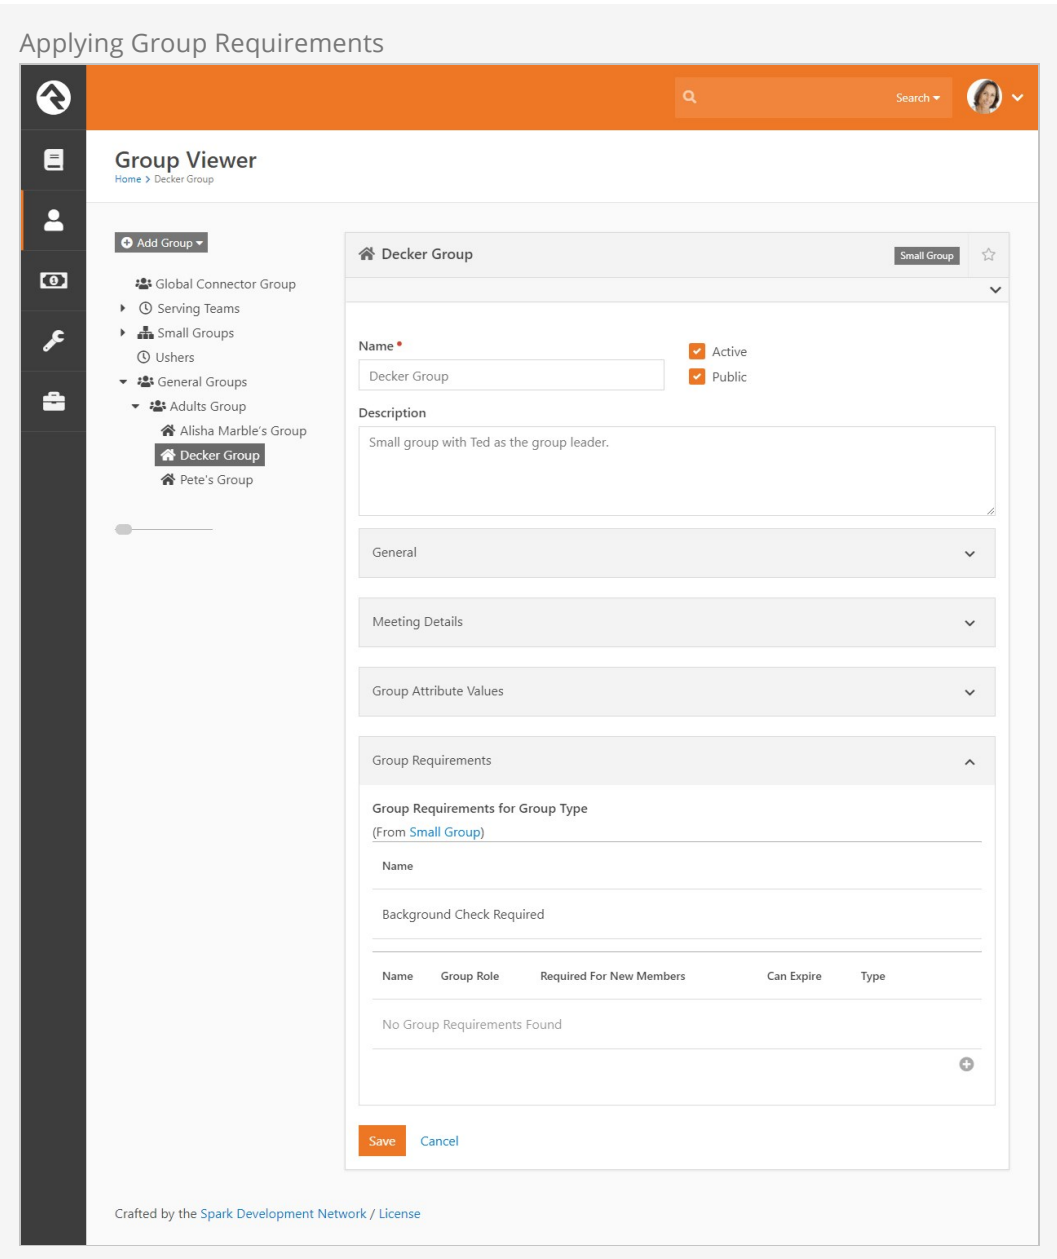 Applying Group Requirements
Search
Group Viewer
Home > Decker Group
Add Group
Global Connector Group
Serving Teams
Small Groups
Ushers
General Groups
Adults Group
Alisha Marble's Group
Decker Group
Pete's Group
Decker Group
Small Group
Name
Active
Decker Group
Public
Description
Small group with Ted as the group leader.
General
Meeting Details
Group Attribute Values
Group Requirements
Group Requirements for Group Type
(From Small Group)
Name
Background Check Required
Name Group Role Required For New Members Can Expire Type
No Group Requirements Found
Save Cancel
Crafted by the Spark Development Network / License